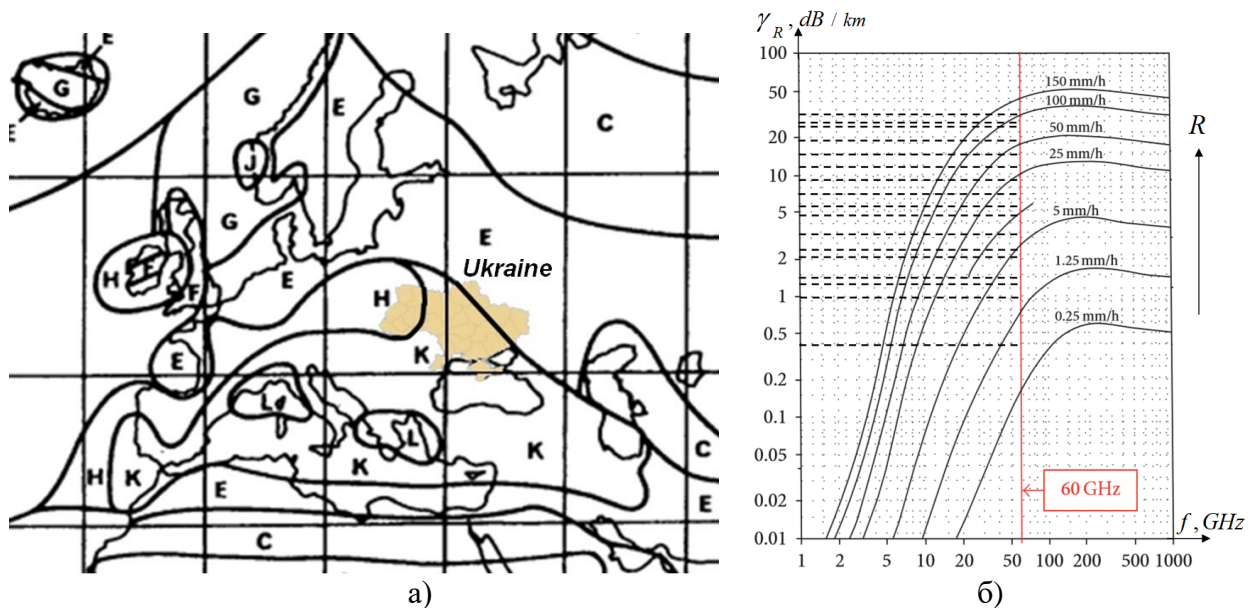 E
G
E
E
G
E
C
j
G
E
H
E
F
E
Ukraine
H
K
E
L
L
C
H
K
K
K
E
E
C
а)
γ R , dB / km
100
50
20
10
5
2
1
0.5
0.2
0.1
0.05
0.02
0.01
150 mm/h
100 mm/h
50 mm/h
25 mm/h
5 mm/h
1.25 mm/h
0.25 mm/h
R
60 GHz
f , GHz
1 2 5 10 20 50 100 200 500 1000
б)